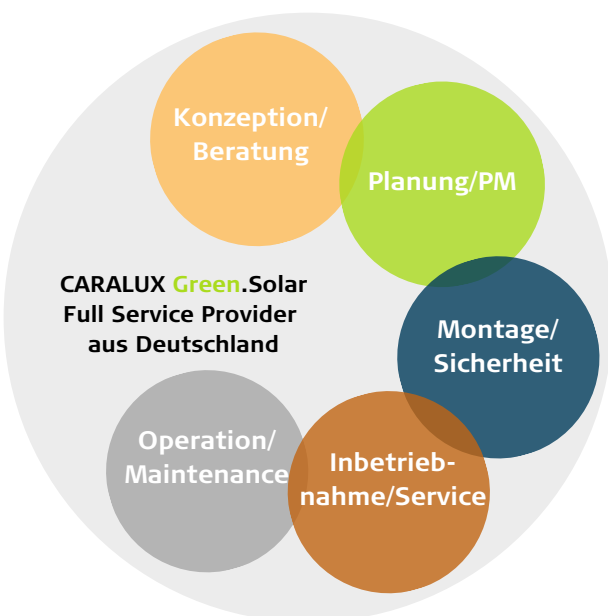 Konzeption/
Beratung
Planung/PM
CARALUX Green.Solar
Full Service Provider
aus Deutschland
Montage/
Sicherheit
Operation/
Maintenance
Inbetrieb-
nahme/Service